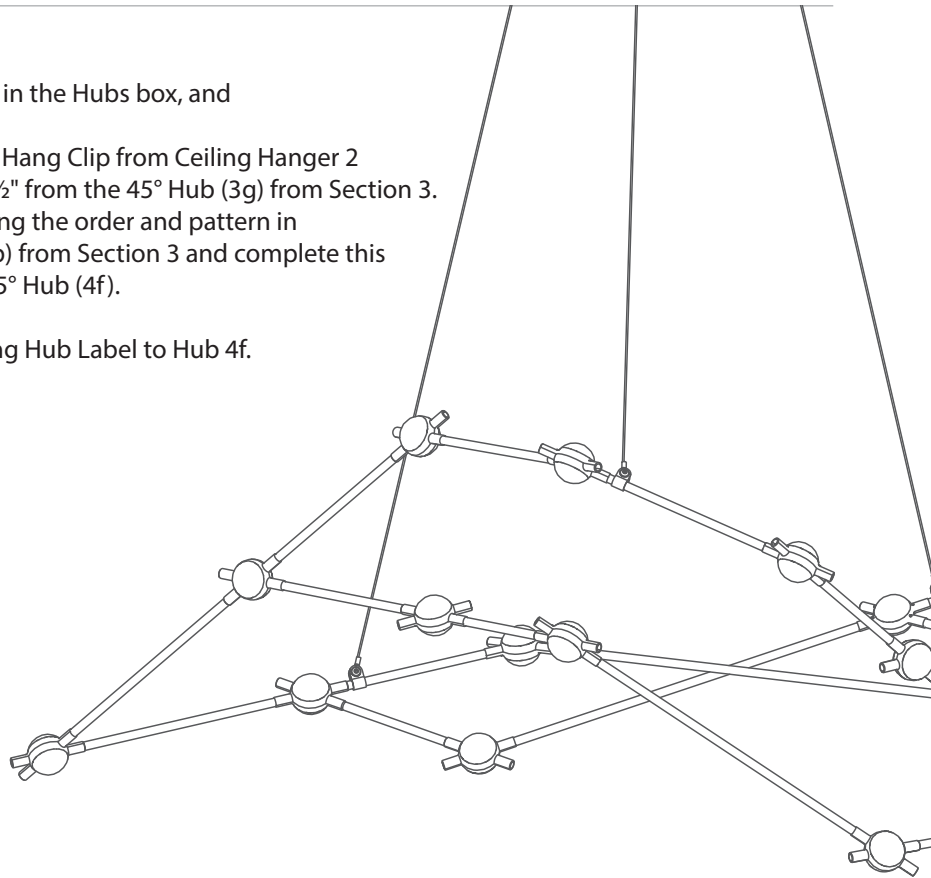 in the Hubs box, and
Hang Clip from Ceiling Hanger 2
½" from the 45° Hub (3g) from Section 3.
ng the order and pattern in
) from Section 3 and complete this
5° Hub (4f).
ng Hub Label to Hub 4f.